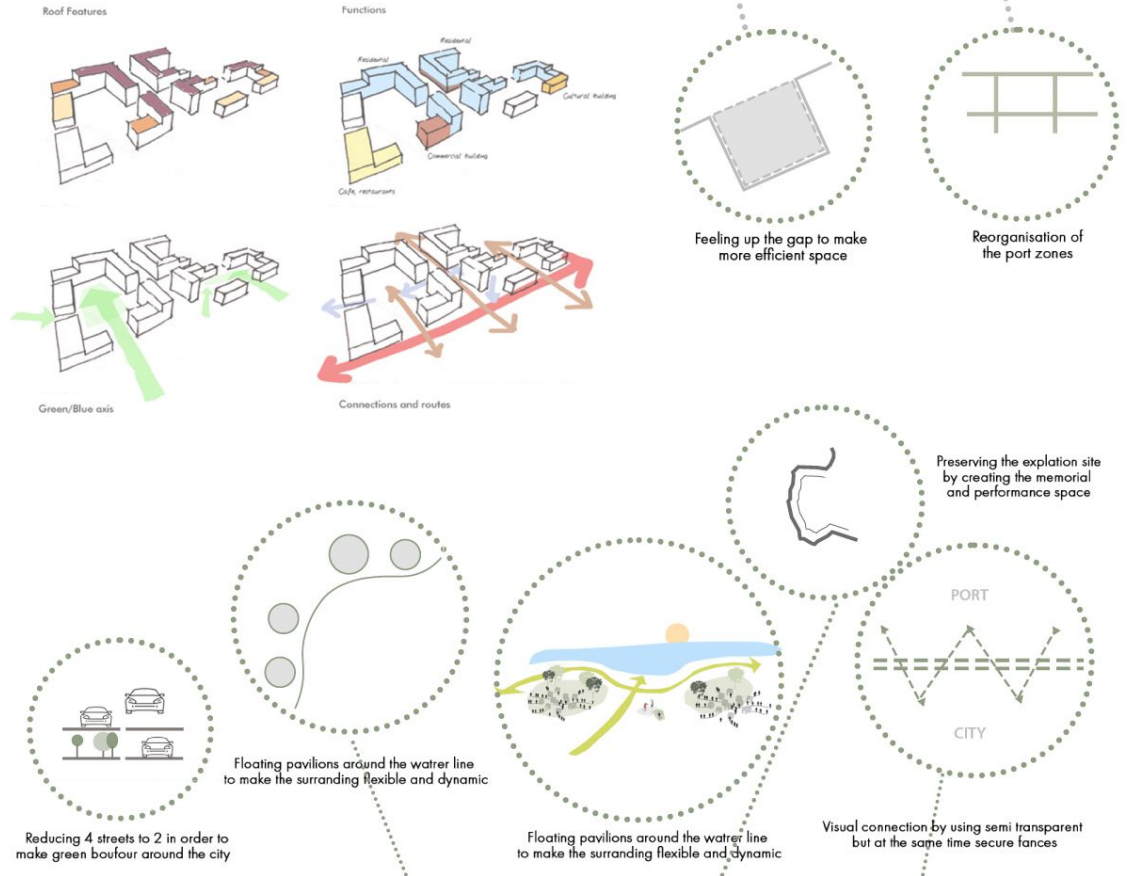 Roof Features
Functions
Residental
Residental
Cultural building
Commercial building
Cafe, restaurants
Feeling up the gap to make
more efficient space
Reorganisation of
the port zones
Green/Blue axis
Connections and routes
Preserving the explation site
by creating the memorial
and performance space
PORT
CITY
Floating pavilions around the watrer line
to make the surranding flexible and dynamic
Reducing 4 streets to 2 in order to
make green boufour around the city
Floating pavilions around the watrer line
to make the surranding flexible and dynamic
Visual connection by using semi transparent
but at the same time secure fances